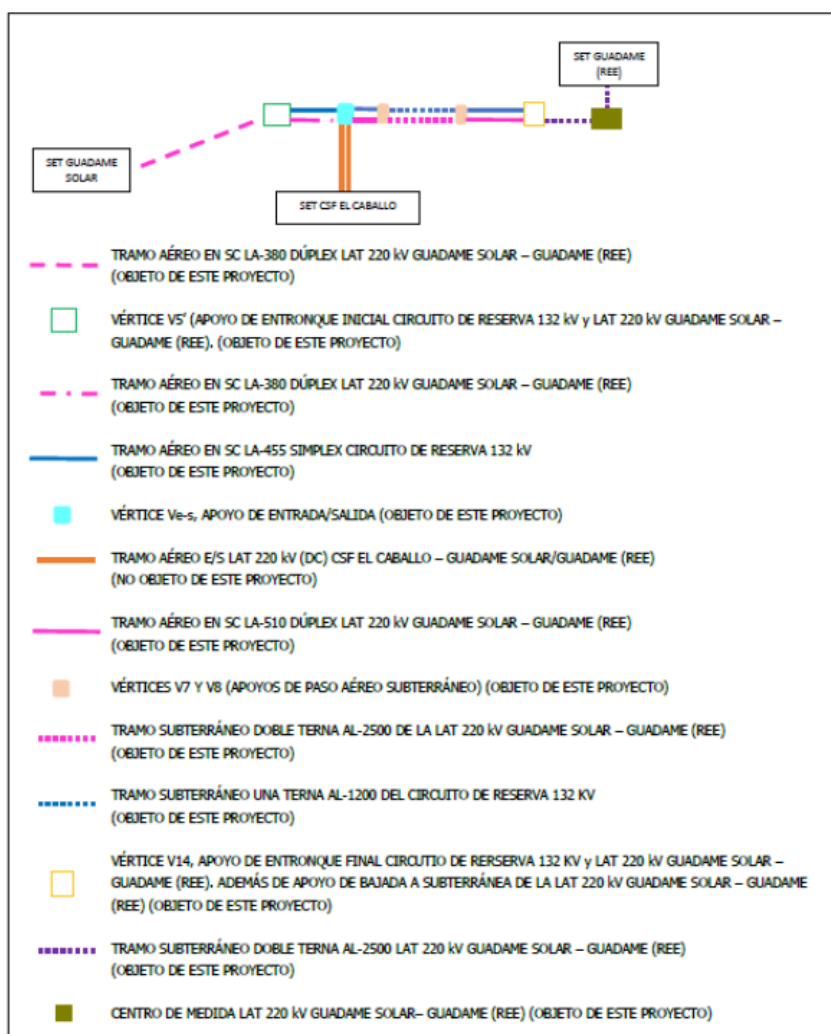 SET GUADAME
(REE)
SET GUADAME
SOLAR
SET CSF EL CABALLO
TRAMO AÉREO EN SC LA-380 DÚPLEX LAT 220 kV GUADAME SOLAR – GUADAME (REE)
(OBJETO DE ESTE PROYECTO)
VÉRTICE V5' (APOYO DE ENTRONQUE INICIAL CIRCUITO DE RESERVA 132 kV y LAT 220 kV GUADAME SOLAR –
GUADAME (REE). (OBJETO DE ESTE PROYECTO)
TRAMO AÉREO EN SC LA-380 DÚPLEX LAT 220 kV GUADAME SOLAR – GUADAME (REE)
(OBJETO DE ESTE PROYECTO)
TRAMO AÉREO EN SC LA-455 SIMPLEX CIRCUITO DE RESERVA 132 kV
(OBJETO DE ESTE PROYECTO)
VÉRTICE Ve-s, APOYO DE ENTRADA/SALIDA (OBJETO DE ESTE PROYECTO)
TRAMO AÉREO E/S LAT 220 kV (DC) CSF EL CABALLO – GUADAME SOLAR/GUADAME (REE)
(NO OBJETO DE ESTE PROYECTO)
TRAMO AÉREO EN SC LA-510 DÚPLEX LAT 220 kV GUADAME SOLAR – GUADAME (REE)
(OBJETO DE ESTE PROYECTO)
VÉRTICES V7 Y V8 (APOYOS DE PASO AÉREO SUBTERRÁNEO) (OBJETO DE ESTE PROYECTO)
TRAMO SUBTERRÁNEO DOBLE TERNA AL-2500 DE LA LAT 220 kV GUADAME SOLAR – GUADAME (REE)
(OBJETO DE ESTE PROYECTO)
TRAMO SUBTERRÁNEO UNA TERNA AL-1200 DEL CIRCUITO DE RESERVA 132 KV
(OBJETO DE ESTE PROYECTO)
VÉRTICE V14, APOYO DE ENTRONQUE FINAL CIRCUTIO DE RERSERVA 132 KV y LAT 220 kV GUADAME SOLAR –
GUADAME (REE). ADEMÁS DE APOYO DE BAJADA A SUBTERRÁNEA DE LA LAT 220 kV GUADAME SOLAR – GUADAME
(REE) (OBJETO DE ESTE PROYECTO)
TRAMO SUBTERRÁNEO DOBLE TERNA AL-2500 LAT 220 kV GUADAME SOLAR – GUADAME (REE)
(OBJETO DE ESTE PROYECTO)
CENTRO DE MEDIDA LAT 220 kV GUADAME SOLAR– GUADAME (REE) (OBJETO DE ESTE PROYECTO)